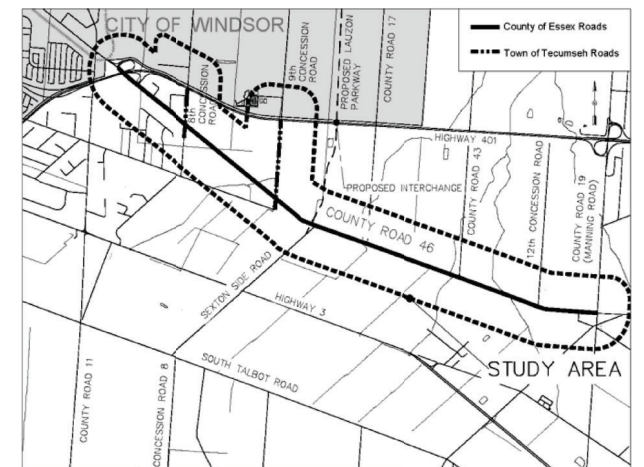 CITY OF WINDSOR
County of Essex Roads
Town of Tecumseh Roads
8th
CONCESSION
ROAD
9th
CONCESSION
ROAD
PROPOSED LAUZON
PARKWAY
COUNTY ROAD 17
HIGHWAY 401
PROPOSED INTERCHANGE
COUNTY ROAD 43
12th CONCESSION ROAD
COUNTY ROAD 19
(MANNING ROAD)
COUNTY ROAD 46
SEXTON SIDE ROAD
HIGHWAY 3
SOUTH TALBOT ROAD
COUNTY ROAD 11
CONCESSION ROAD 8
STUDY AREA